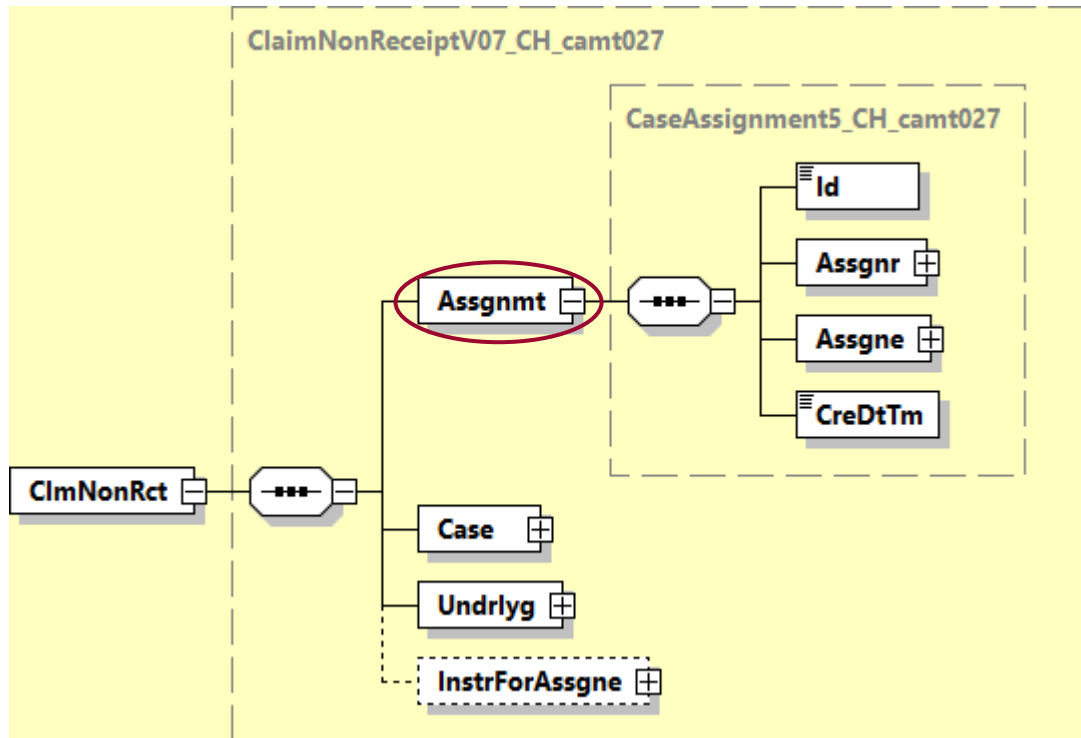 ClaimNonReceiptV07_CH_camt027
CaseAssignment5_CH_camt027
Id
Assgnr
Assgnmt
Assgne
CreDtTm
ClmNonRct
Case
Undrlyg
InstrForAssgne